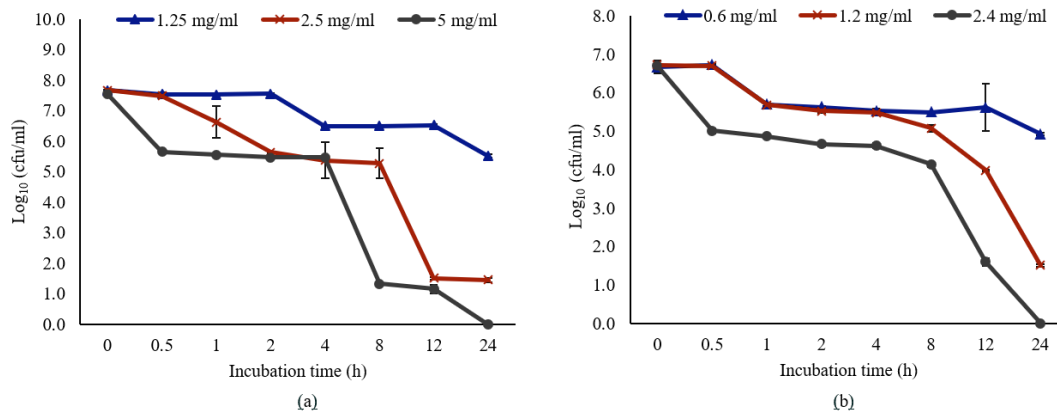 1.25 mg/ml 2.5 mg/ml 5 mg/ml
10.0
9.0
8.0
7.0
6.0
5.0
4.0
3.0
2.0
1.0
0.0
Log10 (cfu/ml)
0 0.5 1 2 4 8 12 24
Incubation time (h)
(a)
0.6 mg/ml 1.2 mg/ml 2.4 mg/ml
8.0
7.0
6.0
5.0
4.0
3.0
2.0
1.0
0.0
Log10 (cfu/ml)
0 0.5 1 2 4 8 12 24
Incubation time (h)
(b)